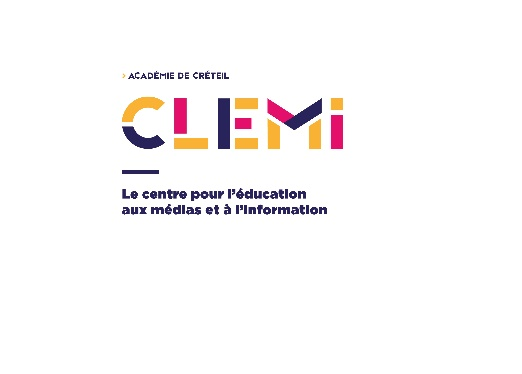 > ACADÉMIE DE CRÉTEIL
CLEMI
Le centre pour l'éducation
aux médias et à l'information